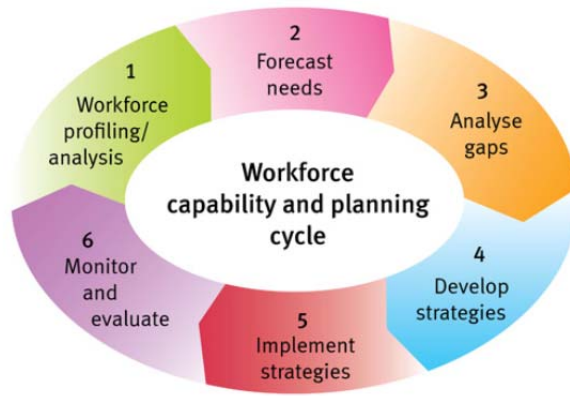 1
Workforce
profiling/
analysis
2
Forecast
needs
3
Analyse
gaps
Workforce
capability and planning
cycle
4
Develop
strategies
5
Implement
strategies
6
Monitor
and
evaluate